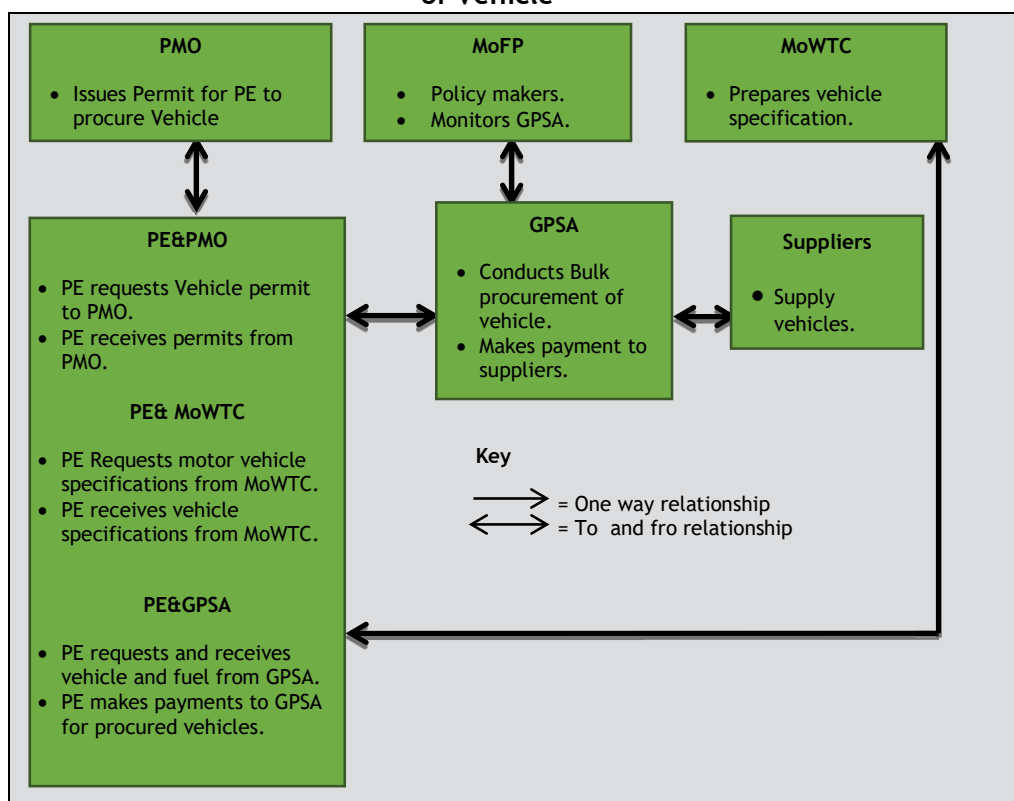 of Vehicle
PMO
• Issues Permit for PE to
procure Vehicle
MoFP
• Policy makers.
• Monitors GPSA.
MoWTC
• Prepares vehicle
specification.
PE&PMO
• PE requests Vehicle permit
to PMO.
• PE receives permits from
PMO.
PE& MoWTC
• PE Requests motor vehicle
specifications from MoWTC.
• PE receives vehicle
specifications from MoWTC.
PE&GPSA
• PE requests and receives
vehicle and fuel from GPSA.
• PE makes payments to GPSA
for procured vehicles.
GPSA
• Conducts Bulk
procurement of
vehicle.
• Makes payment to
suppliers.
Suppliers
• Supply
vehicles.
Key
= One way relationship
= To and fro relationship